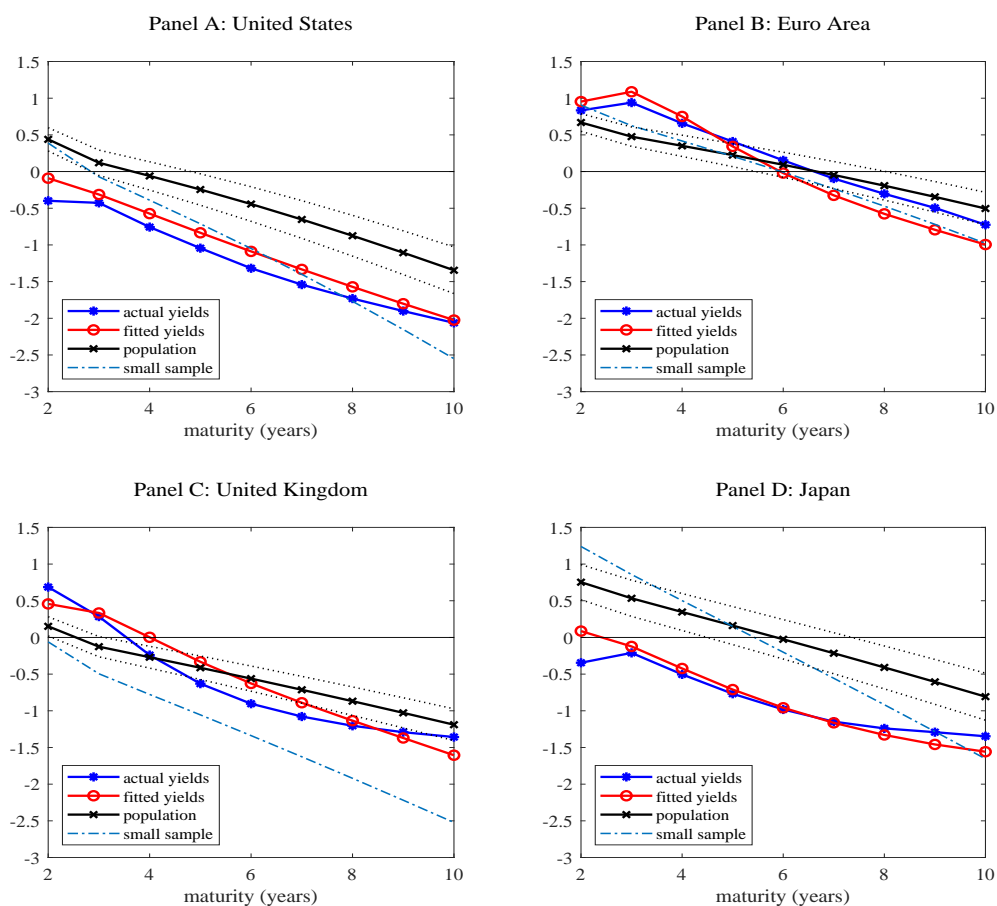 Panel A: United States
1.5
1
0.5
0
-0.5
-1
-1.5
-2
-2.5
-3
actual yields
fitted yields
population
small sample
2 4 6 8 10
maturity (years)
Panel B: Euro Area
1.5
1
0.5
0
-0.5
-1
-1.5
-2
-2.5
-3
actual yields
fitted yields
population
small sample
2 4 6 8 10
maturity (years)
Panel C: United Kingdom
1.5
1
0.5
0
-0.5
-1
-1.5
-2
-2.5
-3
actual yields
fitted yields
population
small sample
2 4 6 8 10
maturity (years)
Panel D: Japan
1.5
1
0.5
0
-0.5
-1
-1.5
-2
-2.5
-3
actual yields
fitted yields
population
small sample
2 4 6 8 10
maturity (years)